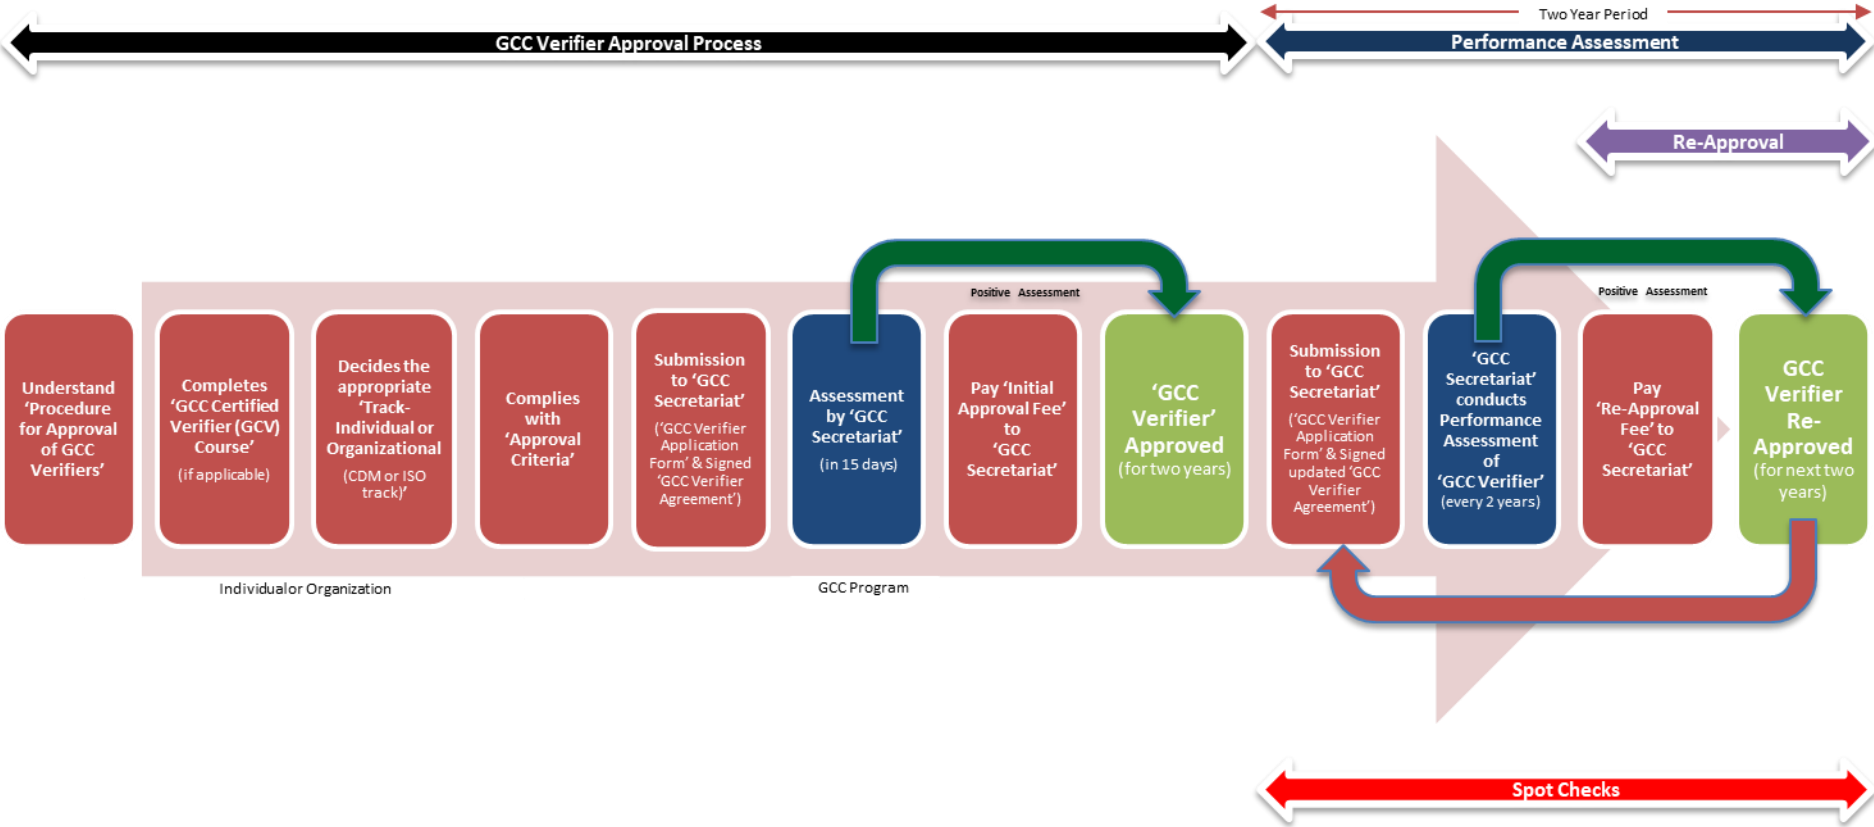 Two Year Period
GCC Verifier Approval Process
Performance Assessment
Re-Approval
Positive Assessment
Positive Assessment
Understand
‘Procedure
for Approval
of GCC
Verifiers’
Completes
‘GCC Certified
Verifier (GCV)
Course’
(if applicable)
Decides the
appropriate
‘Track-
Individual or
Organizational
(CDM or ISO
track)’
Complies
with
‘Approval
Criteria’
Submission
to ‘GCC
Secretariat’
(‘GCC Verifier
Application
Form’ & Signed
‘GCC Verifier
Agreement’)
Assessment
by ‘GCC
Secretariat’
(in 15 days)
Pay ‘Initial
Approval Fee’
to
‘GCC
Secretariat’
‘GCC
Verifier’
Approved
(for two years)
Submission
to ‘GCC
Secretariat’
(‘GCC Verifier
Application
Form’ & Signed
updated ‘GCC
Verifier
Agreement’)
‘GCC
Secretariat’
conducts
Performance
Assessment
of
‘GCC Verifier’
(every 2 years)
Pay
‘Re-Approval
Fee’ to
‘GCC
Secretariat’
GCC
Verifier
Re-
Approved
(for next two
years)
Individualor Organization
GCC Program
Spot Checks